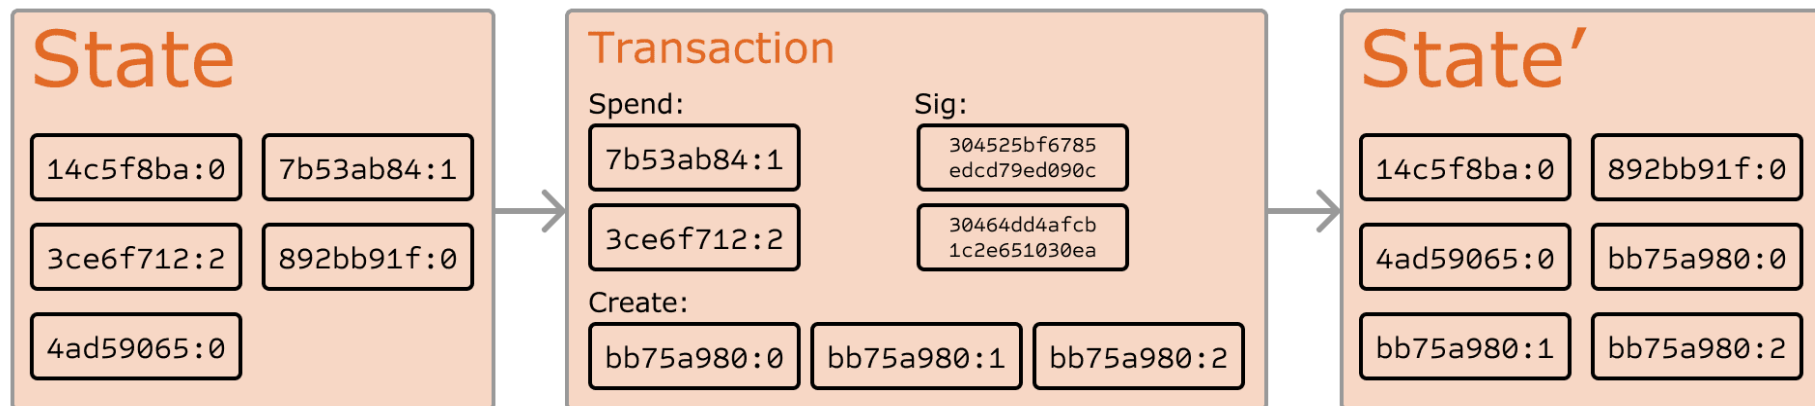 State
14c5f8ba:0 7b53ab84:1
3ce6f712:2 892bb91f:0
4ad59065:0
Transaction
Spend: Sig:
7b53ab84:1
304525bf6785
edcd79ed090c
3ce6f712:2
30464dd4afcb
1c2e651030ea
Create:
bb75a980:0 bb75a980:1 bb75a980:2
State’
14c5f8ba:0 892bb91f:0
4ad59065:0 bb75a980:0
bb75a980:1 bb75a980:2